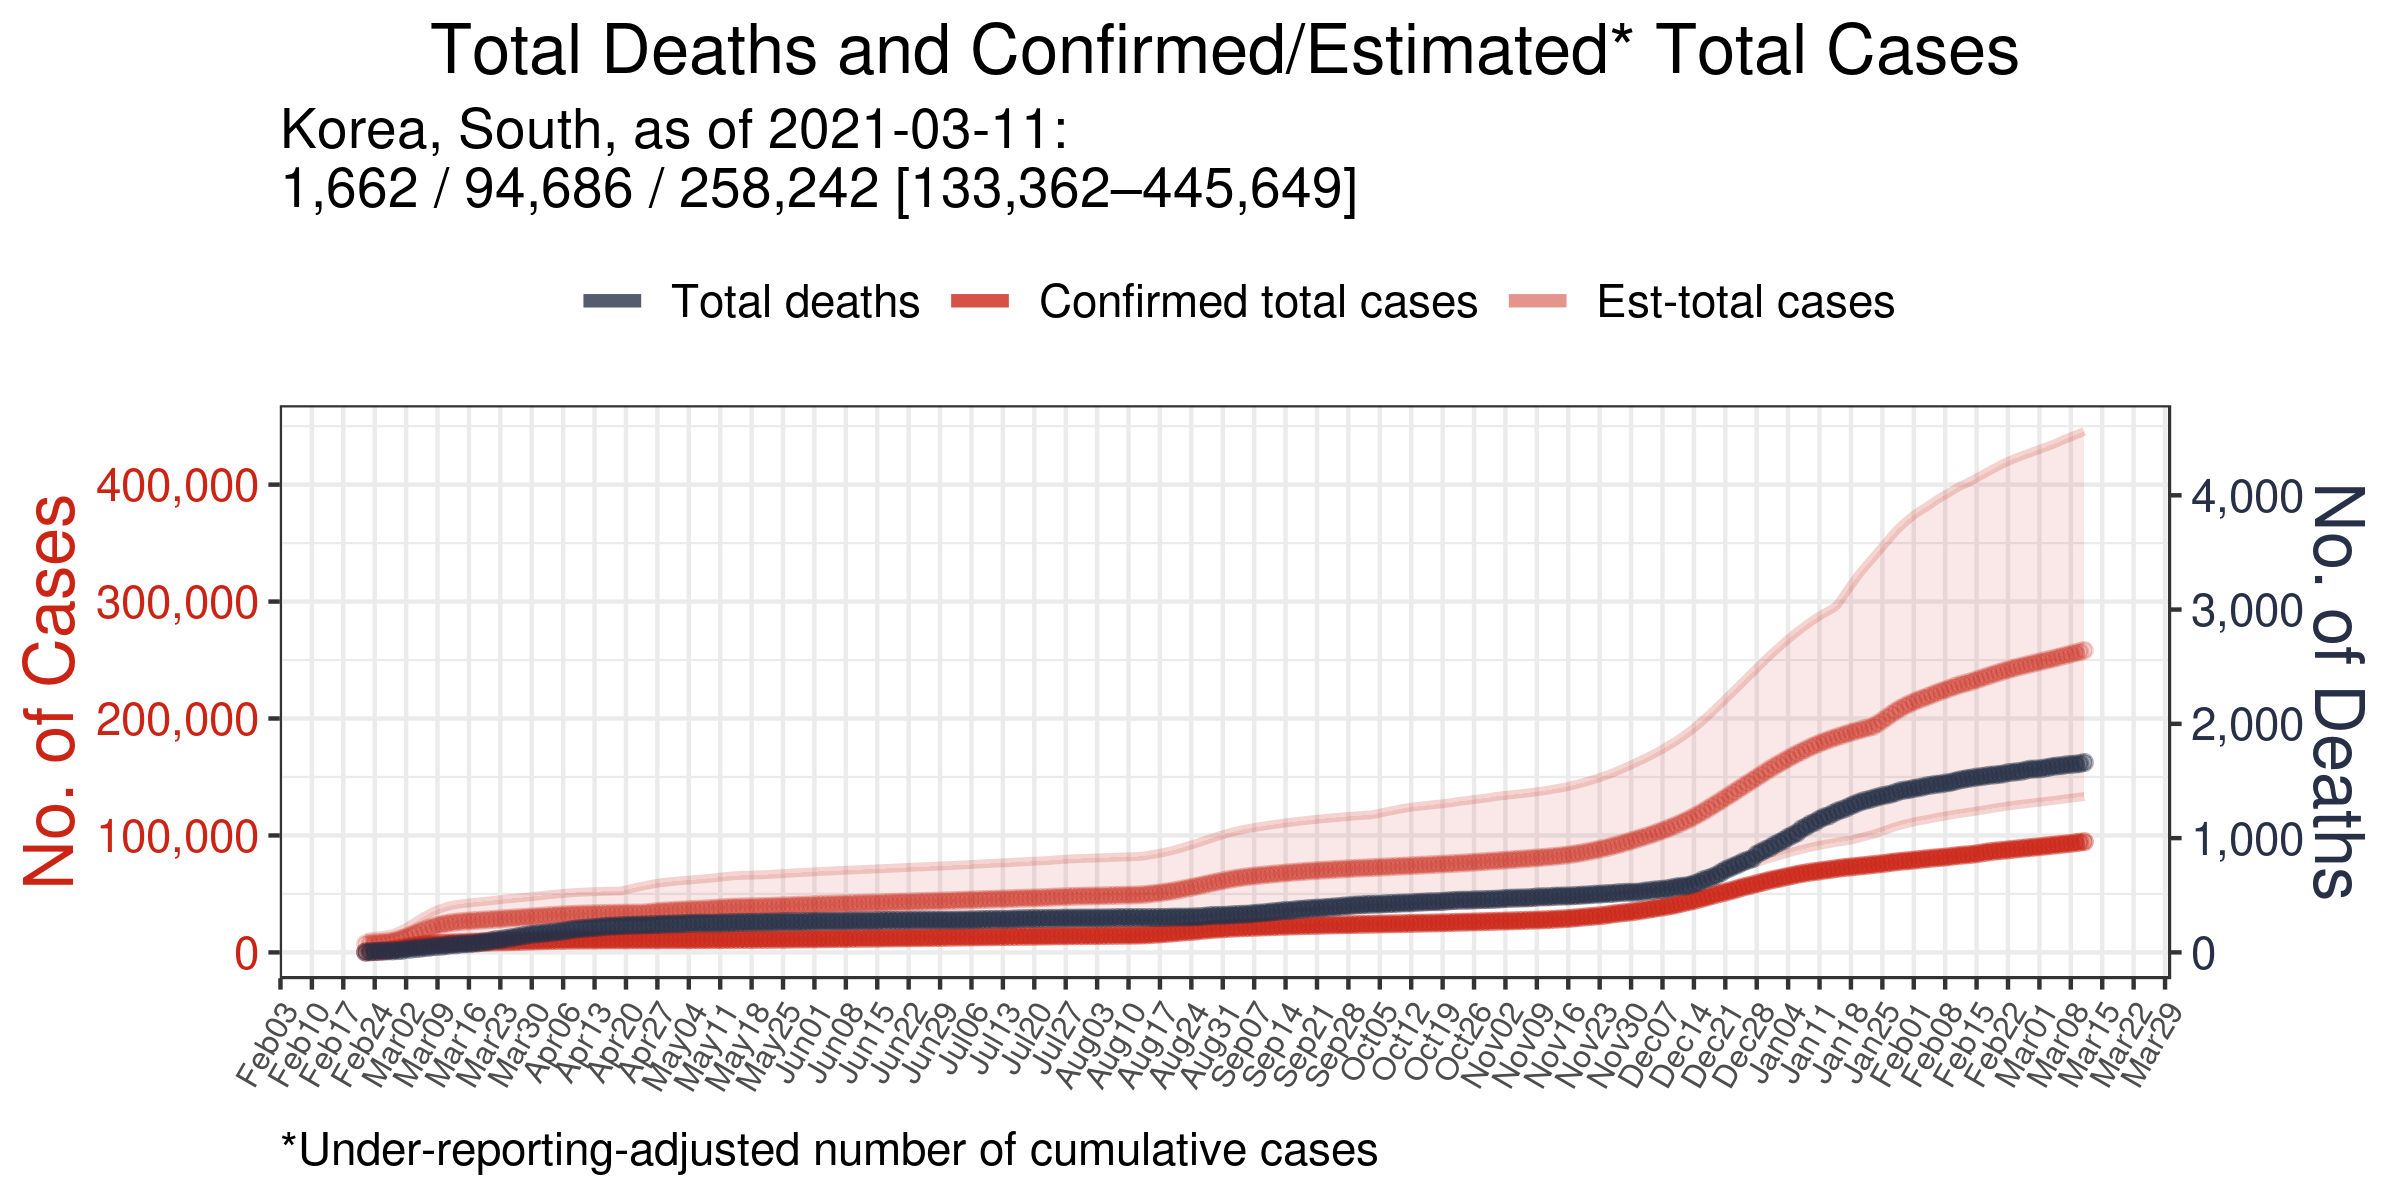 Total Deaths and Confirmed/Estimated* Total Cases
Korea, South, as of 2021-03-11:
1,662 / 94,686 / 258,242 [133,362–445,649]
Total deaths
Confirmed total cases
Est-total cases
No. of Cases
400,000
300,000
200,000
100,000
0
4,000
3,000
2,000
1,000
0
No. of Deaths
Feb03
Feb10
Feb17
Feb24
Mar02
Mar09
Mar16
Mar23
Mar30
Apr06
Apr13
Apr20
Apr27
May04
May11
May18
May25
Jun01
Jun08
Jun15
Jun22
Jun29
Jul06
Jul13
Jul20
Jul27
Aug03
Aug10
Aug17
Aug24
Aug31
Sep07
Sep14
Sep21
Sep28
Oct05
Oct12
Oct19
Oct26
Nov02
Nov09
Nov16
Nov23
Nov30
Dec07
Dec14
Dec21
Dec28
Jan04
Jan11
Jan18
Jan25
Feb01
Feb08
Feb15
Feb22
Mar01
Mar08
Mar15
Mar22
Mar29
*Under-reporting-adjusted number of cumulative cases